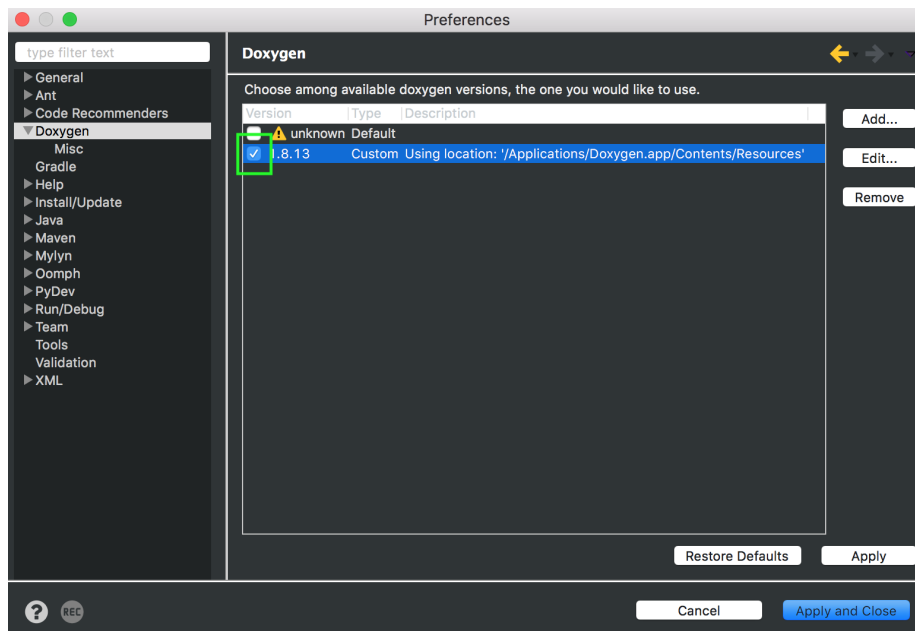 Preferences
type filter text
General
Ant
Code Recommenders
Doxygen
Misc
Gradle
Help
Install/Update
Java
Maven
Mylyn
Oomph
PyDev
Run/Debug
Team
Tools
Validation
XML
Doxygen
Choose among available doxygen versions, the one you would like to use.
Version Type Description
unknown Default
1.8.13 Custom Using location: '/Applications/Doxygen.app/Contents/Resources'
Add...
Edit...
Remove
Restore Defaults Apply
? REC Cancel Apply and Close